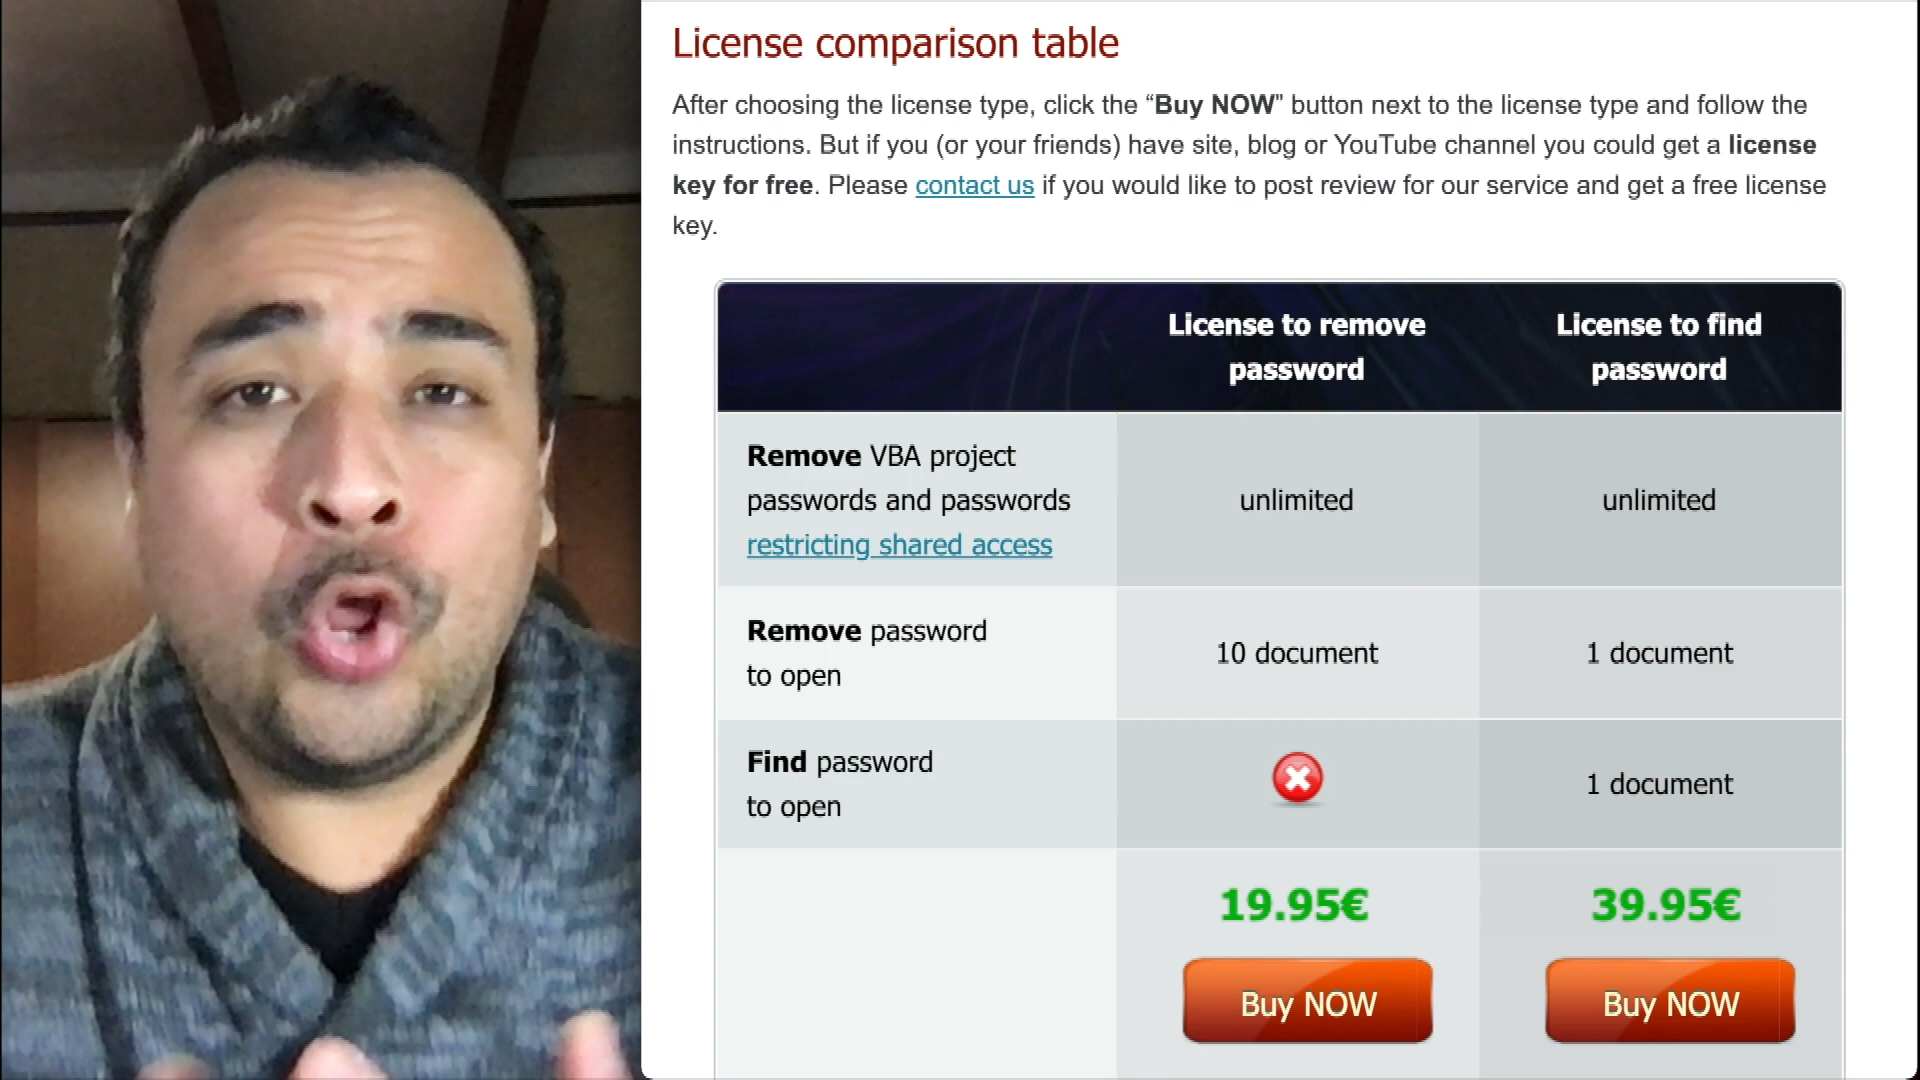 License comparison table
After choosing the license type, click the “Buy NOW” button next to the license type and follow the
instructions. But if you (or your friends) have site, blog or YouTube channel you could get a license
key for free. Please contact us if you would like to post review for our service and get a free license
key.
License to remove
password
License to find
password
Remove VBA project
passwords and passwords
restricting shared access
unlimited
unlimited
Remove password
to open
10 document
1 document
Find password
to open
1 document
19.95€
39.95€
Buy NOW
Buy NOW